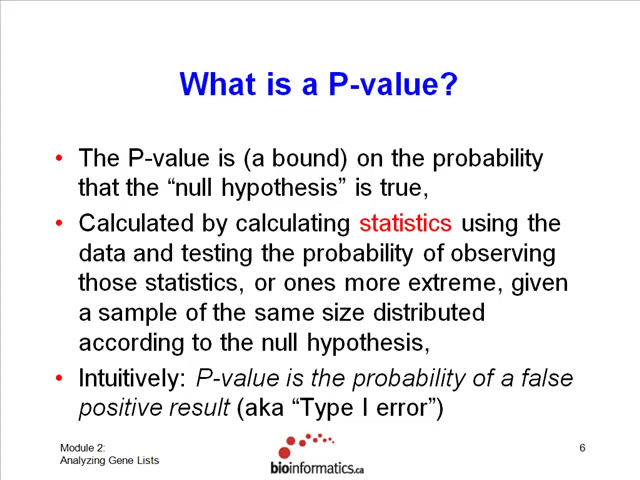 What is a P-value?
• The P-value is (a bound) on the probability
that the “null hypothesis” is true,
• Calculated by calculating statistics using the
data and testing the probability of observing
those statistics, or ones more extreme, given
a sample of the same size distributed
according to the null hypothesis,
• Intuitively: P-value is the probability of a false
positive result (aka “Type I error”)
Module 2:
Analyzing Gene Lists
bioinformatics.ca
6